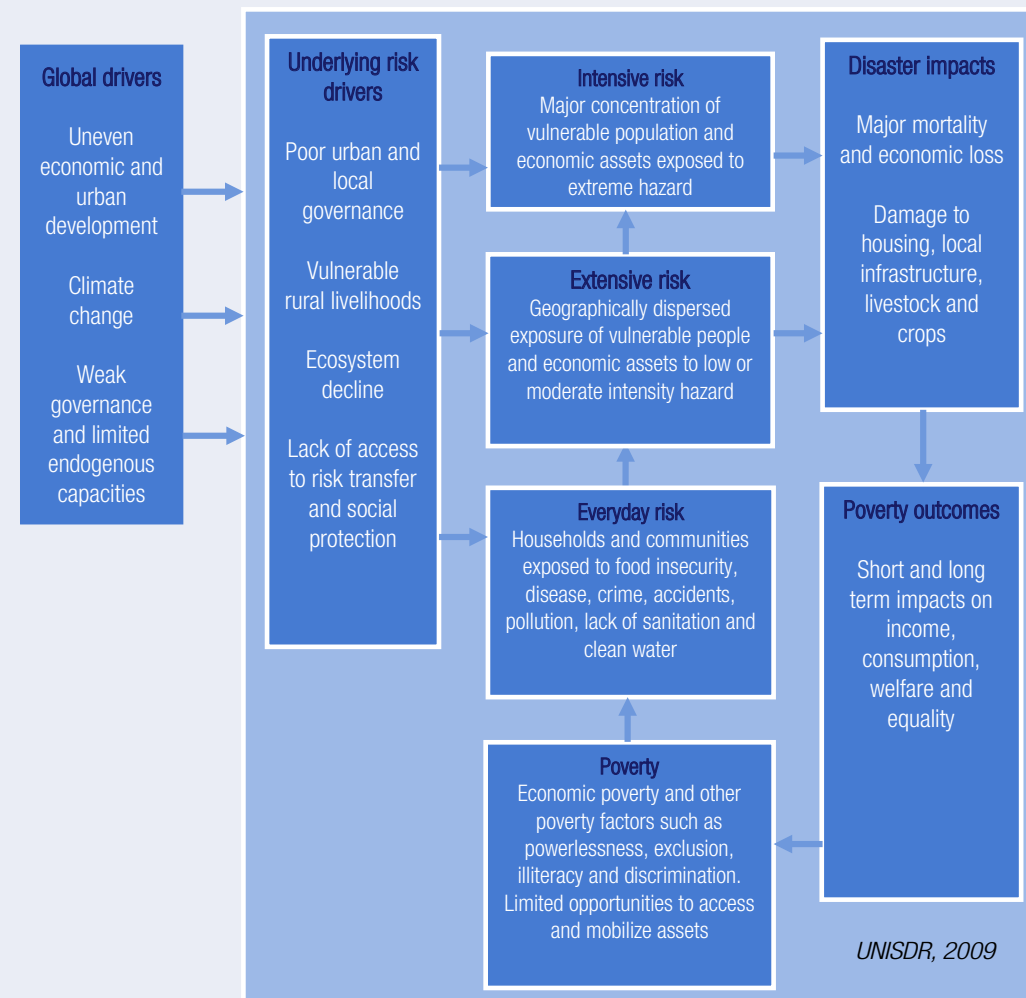 Global drivers
Uneven
economic and
urban
development
Climate
change
Weak
governance
and limited
endogenous
capacities
Underlying risk
drivers
Poor urban and
local
governance
Vulnerable
rural livelihoods
Ecosystem
decline
Lack of access
to risk transfer
and social
protection
Intensive risk
Major concentration of
vulnerable population and
economic assets exposed to
extreme hazard
Extensive risk
Geographically dispersed
exposure of vulnerable people
and economic assets to low or
moderate intensity hazard
Everyday risk
Households and communities
exposed to food insecurity,
disease, crime, accidents,
pollution, lack of sanitation and
clean water
Poverty
Economic poverty and other
poverty factors such as
powerlessness, exclusion,
illiteracy and discrimination.
Limited opportunities to access
and mobilize assets
Disaster impacts
Major mortality
and economic loss
Damage to
housing, local
infrastructure,
livestock and
crops
Poverty outcomes
Short and long
term impacts on
income,
consumption,
welfare and
equality
UNISDR, 2009